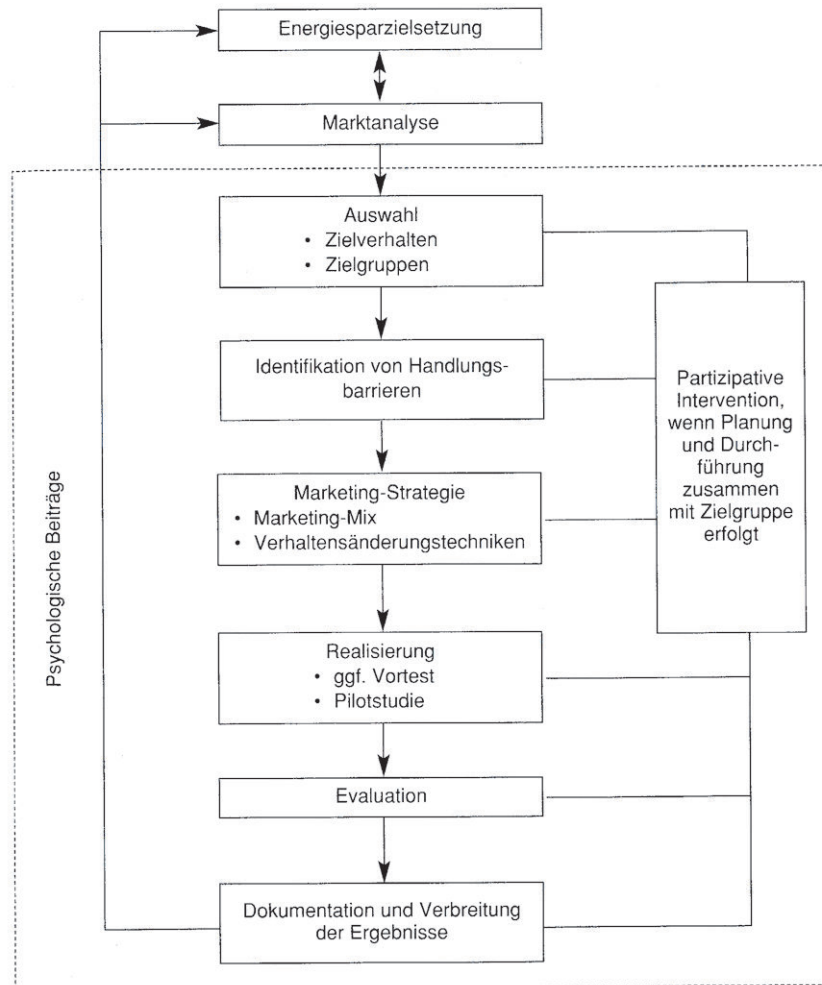 Energiesparzielsetzung
Marktanalyse
Auswahl
• Zielverhalten
• Zielgruppen
Identifikation von Handlungs-
barrieren
Marketing-Strategie
• Marketing-Mix
• Verhaltensänderungstechniken
Realisierung
• ggf. Vortest
• Pilotstudie
Evaluation
Dokumentation und Verbreitung
der Ergebnisse
Partizipative
Intervention,
wenn Planung
und Durch-
führung
zusammen
mit Zielgruppe
erfolgt
Psychologische Beiträge